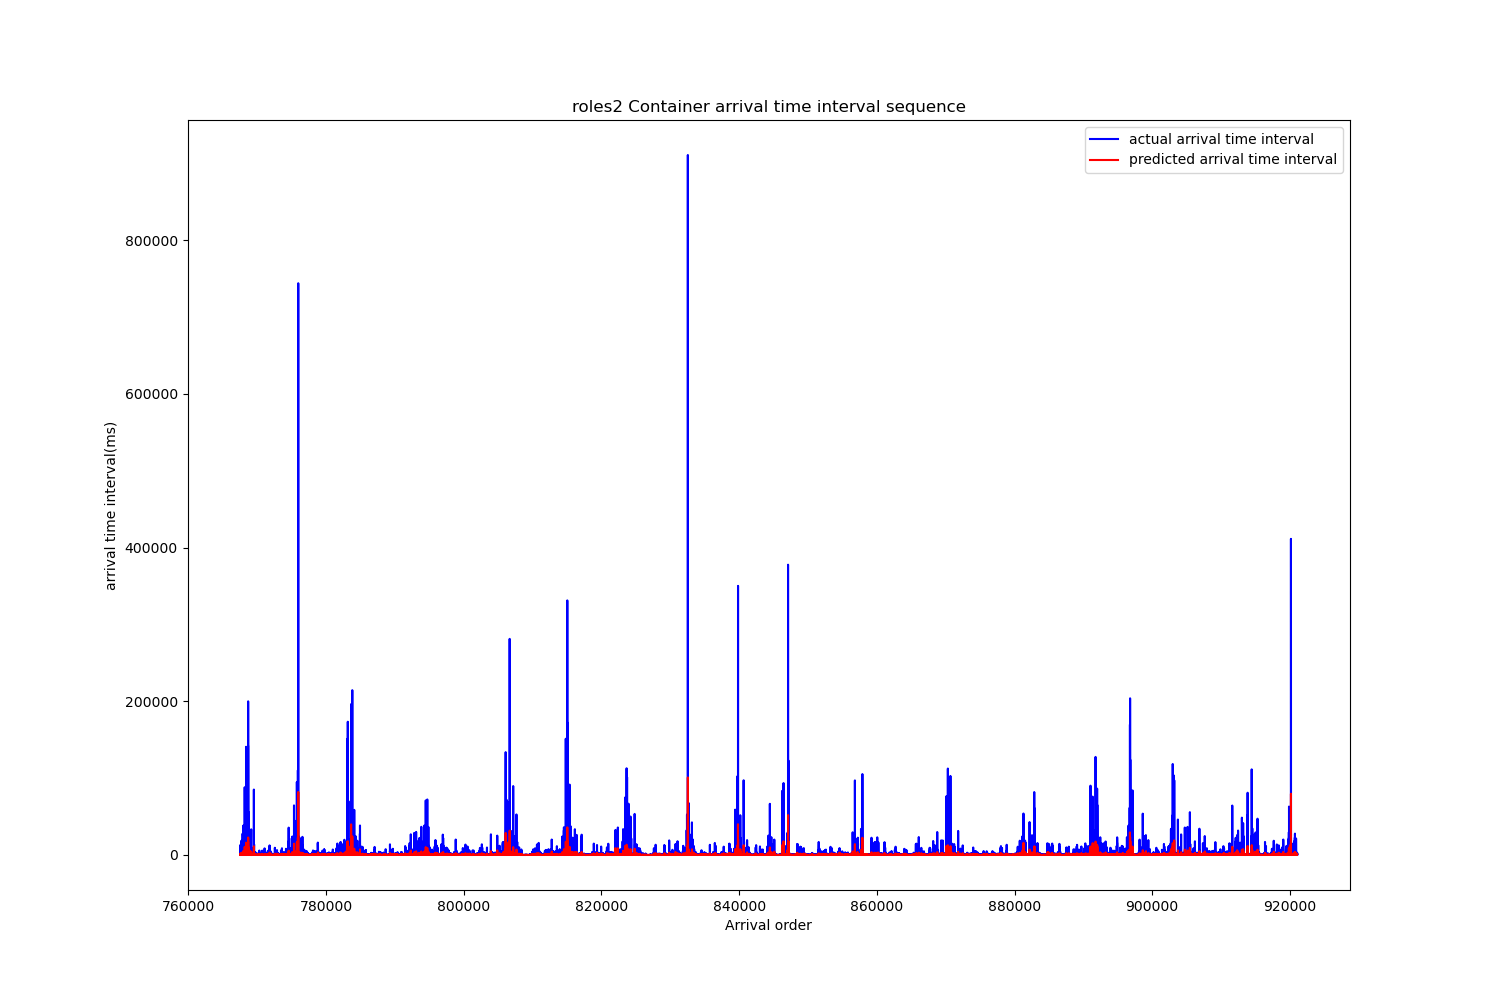 roles2 Container arrival time interval sequence
actual arrival time interval
predicted arrival time interval
arrival time interval(ms)
800000
600000
400000
200000
0
760000 780000 800000 820000 840000 860000 880000 900000 920000
Arrival order